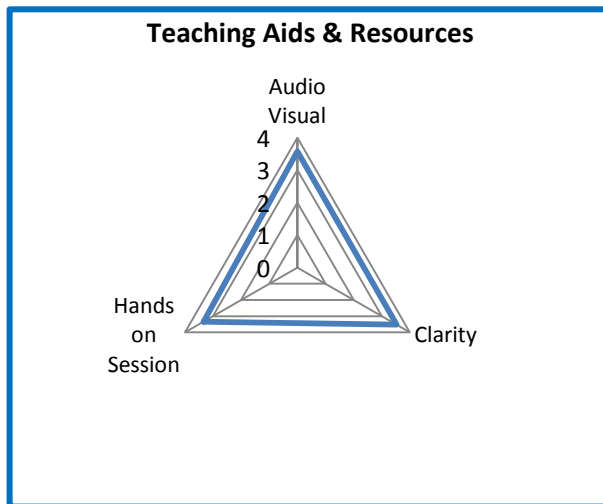 Teaching Aids & Resources
Audio
Visual
4
3
2
1
0
Hands
on
Session
Clarity